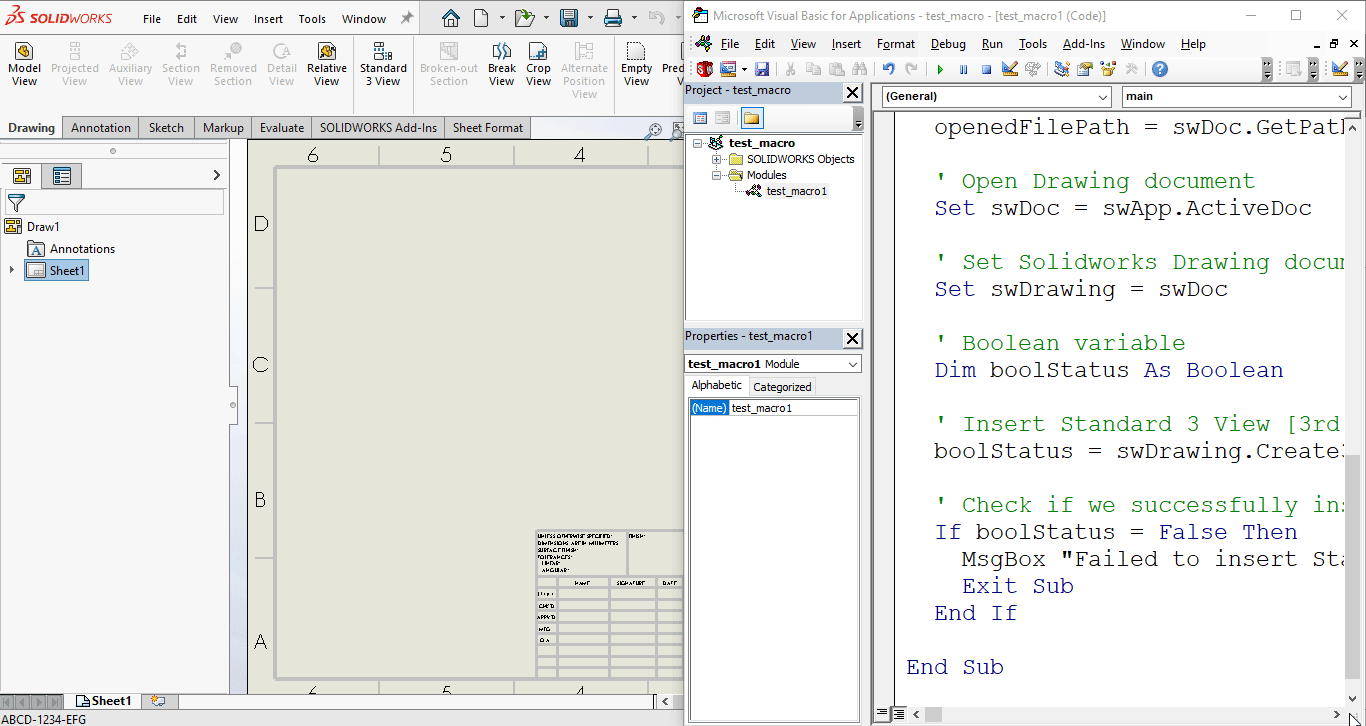 SOLIDWORKS File Edit View Insert Tools Window
Model View
Projected View
Auxiliary View
Section View
Removed Section
Detail View
Relative View
Standard 3 View
Broken-out Section
Break View
Crop View
Alternate Position View
Empty View
Pred
Drawing Annotation Sketch Markup Evaluate SOLIDWORKS Add-Ins Sheet Format
Draw1
Annotations
Sheet1
6 5 4
D
C
B
A
UNLESS OTHERWISE SPECIFIED: FINISH:
DIMENSIONS ARE IN MILLIMETERS
SURFACE FINISH:
TOLERANCES:
LINEAR:
ANGULAR:
NAME SIGNATURE DATE
CHK'D
APPV'D
MFG
Q.A
6 5 4
Sheet1
ABCD-1234-EFG
Microsoft Visual Basic for Applications - test_macro - [test_macro1 (Code)]
File Edit View Insert Format Debug Run Tools Add-Ins Window Help
Project - test_macro
test_macro
SOLIDWORKS Objects
Modules
test_macro1
Properties - test_macro1
test_macro1 Module
Alphabetic Categorized
(Name) test_macro1
(General) main
openedFilePath = swDoc.GetPat
' Open Drawing document
Set swDoc = swApp.ActiveDoc
' Set Solidworks Drawing docu
Set swDrawing = swDoc
' Boolean variable
Dim boolStatus As Boolean
' Insert Standard 3 View [3rd
boolStatus = swDrawing.Create
' Check if we successfully in
If boolStatus = False Then
MsgBox "Failed to insert Sta
Exit Sub
End If
End Sub